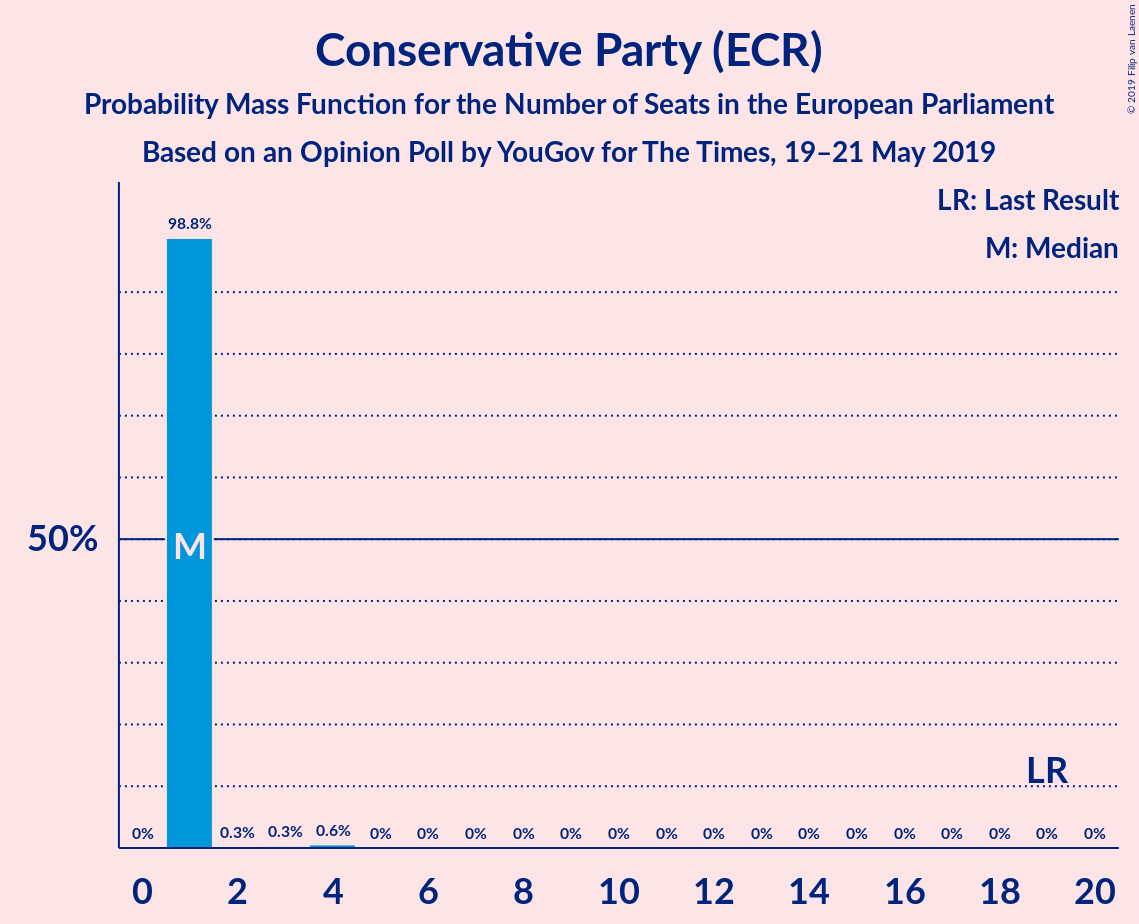 Conservative Party (ECR)
Probability Mass Function for the Number of Seats in the European Parliament
Based on an Opinion Poll by YouGov for The Times, 19–21 May 2019
© 2019 Filip van Laenen
LR: Last Result
M: Median
98.8%
50%
M
LR
0% 0.3% 0.3% 0.6% 0% 0% 0% 0% 0% 0% 0% 0% 0% 0% 0% 0% 0% 0% 0% 0%
0 2 4 6 8 10 12 14 16 18 20